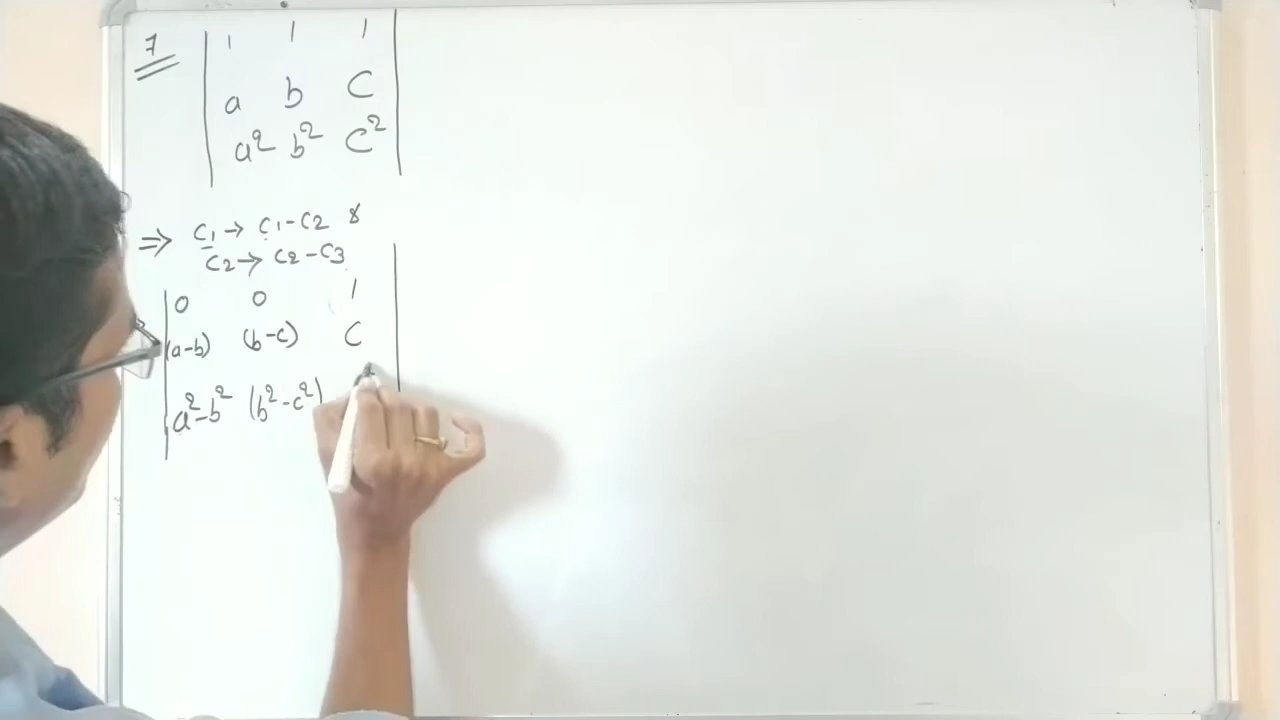 7
1 1 1
a b c
a² b² c²
⇒ C₁ → C₁-C₂ &
C₂ → C₂-C₃
0 0 1
(a-b) (b-c) C
a²-b² (b²-c²)